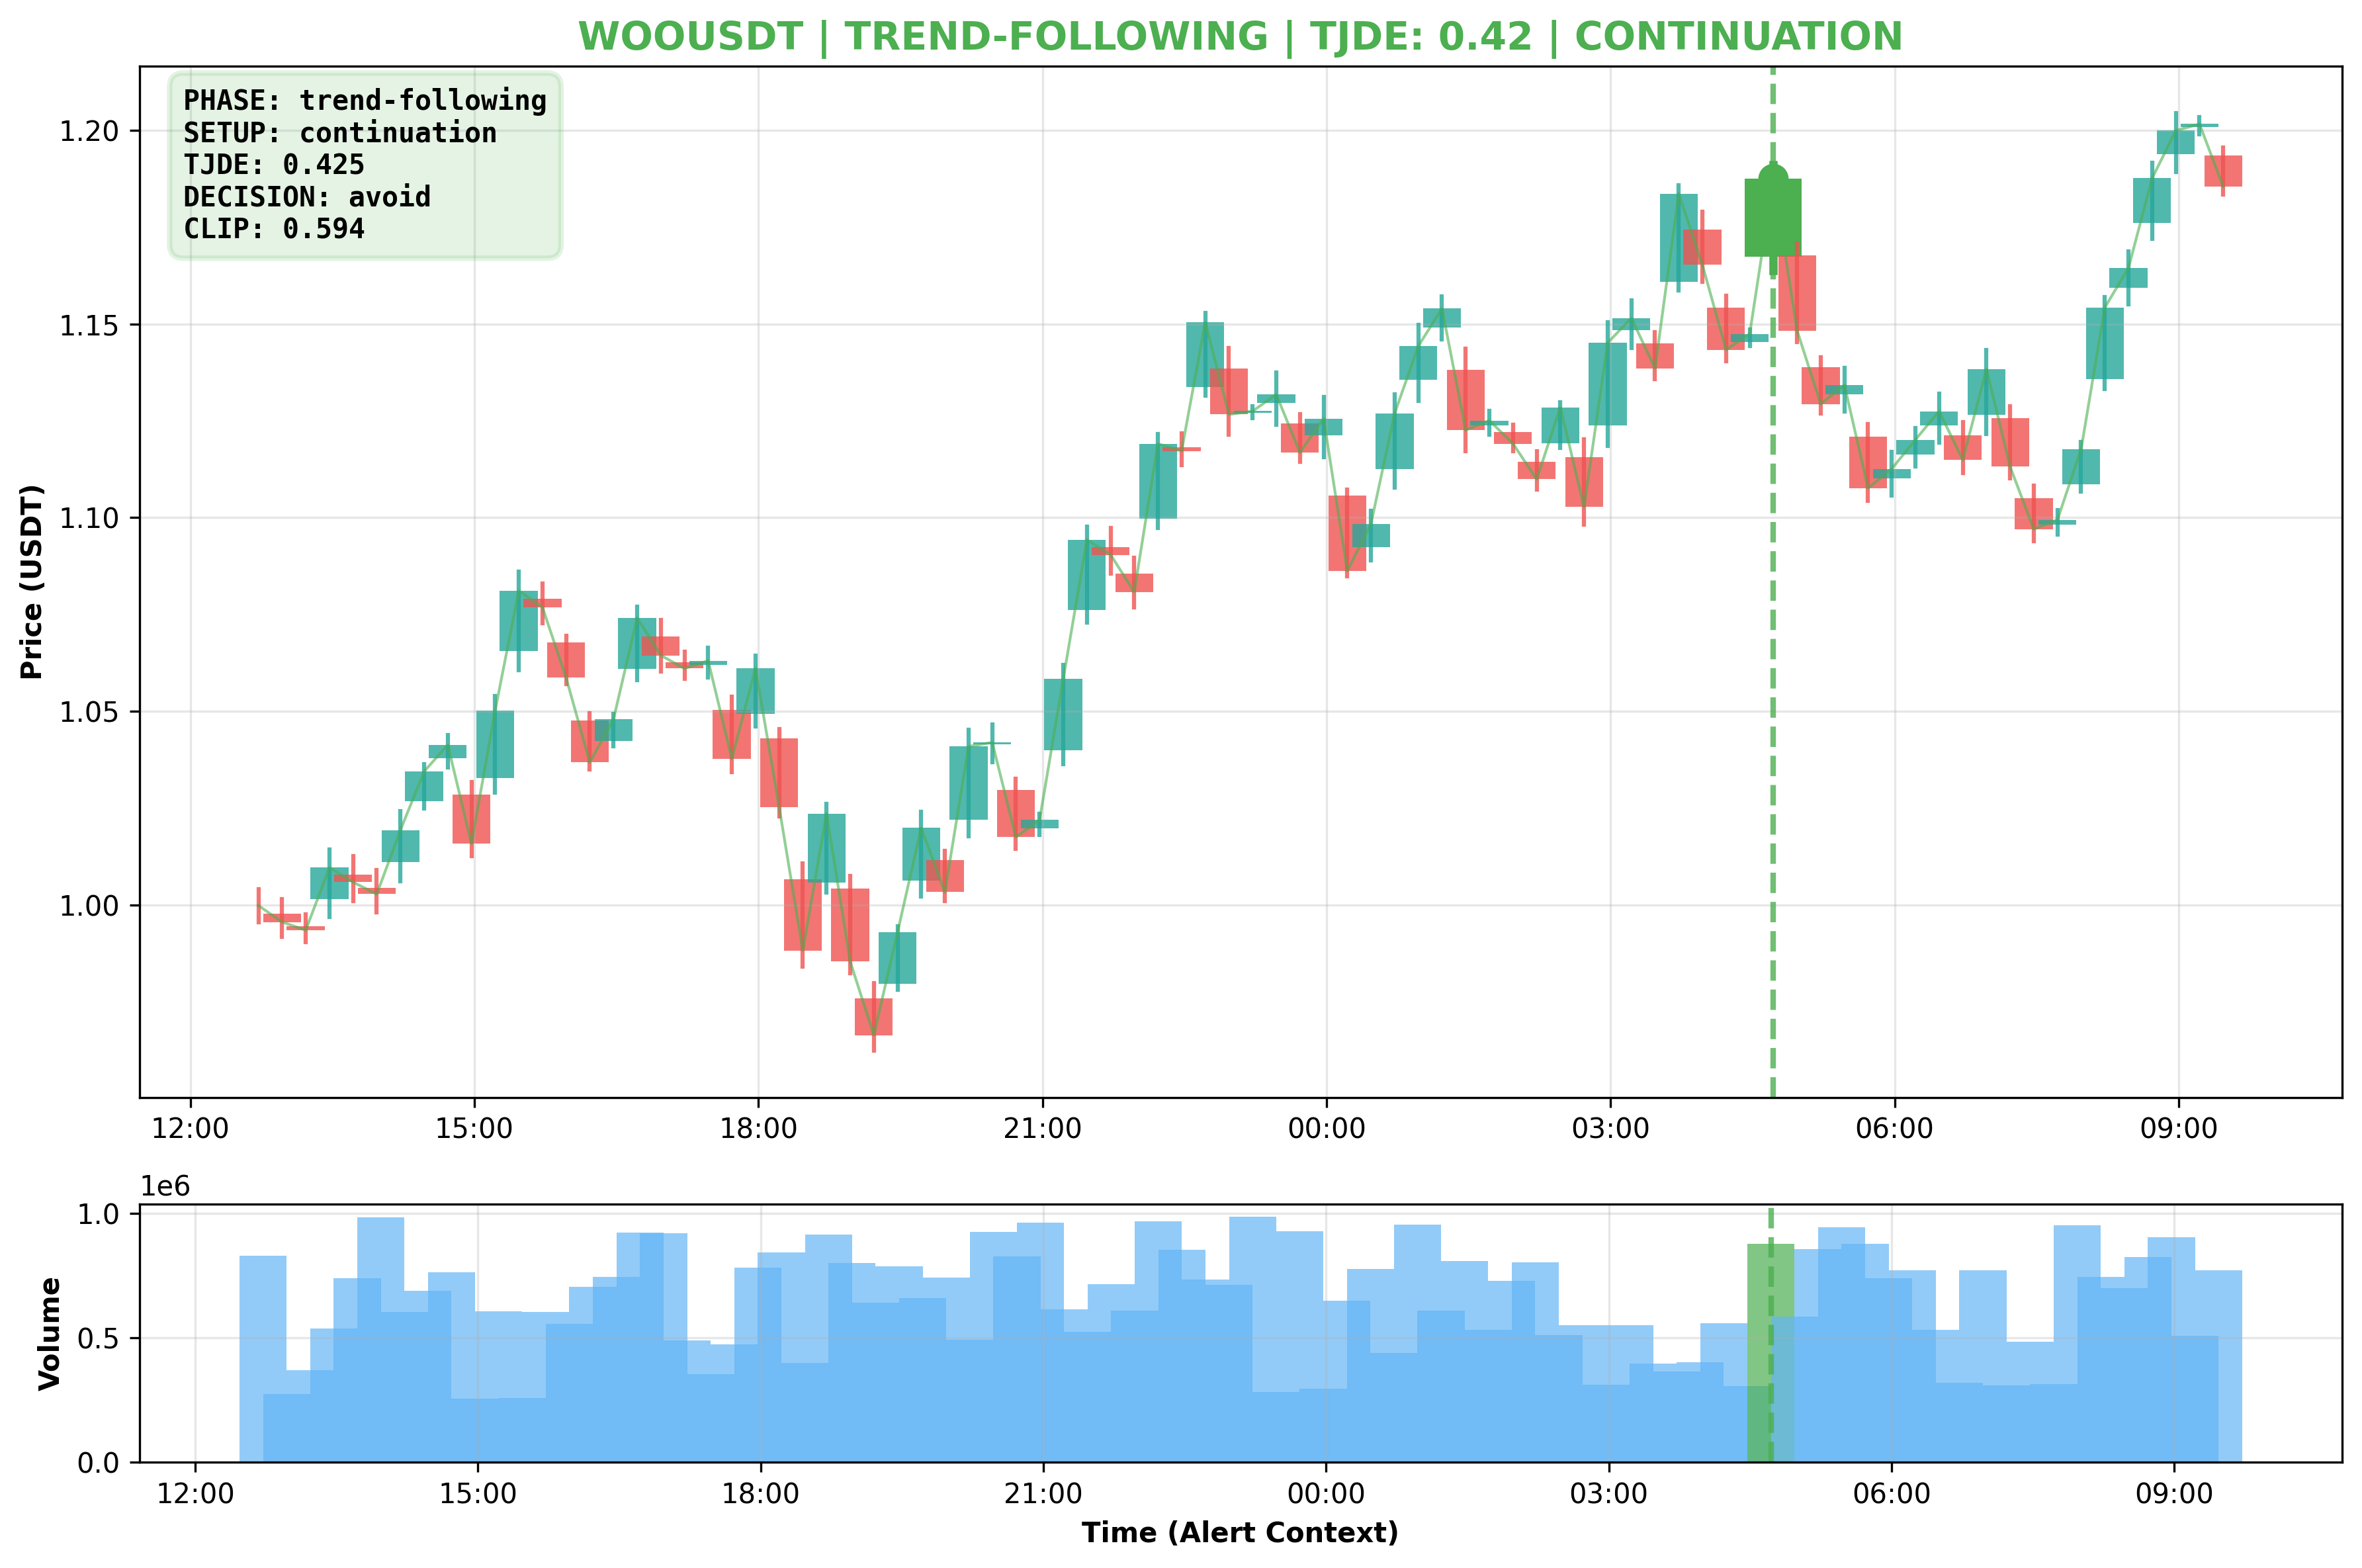 WOOUSDT | TREND-FOLLOWING | TJDE: 0.42 | CONTINUATION
PHASE: trend-following
SETUP: continuation
TJDE: 0.425
DECISION: avoid
CLIP: 0.594
Price (USDT)
1.20
1.15
1.10
1.05
1.00
12:00 15:00 18:00 21:00 00:00 03:00 06:00 09:00
1e6
Volume
1.0
0.5
0.0
12:00 15:00 18:00 21:00 00:00 03:00 06:00 09:00
Time (Alert Context)